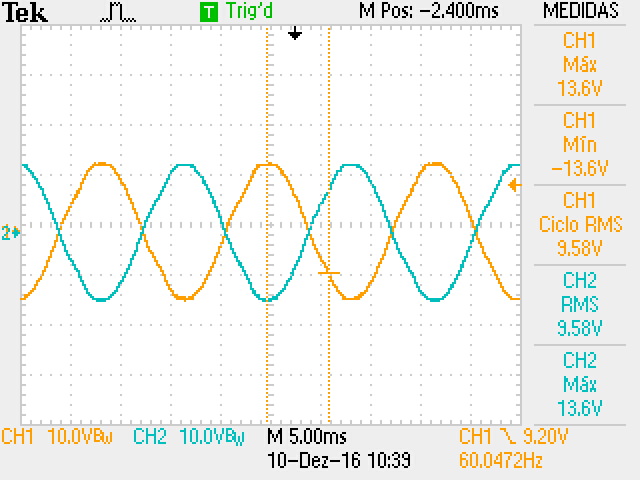 Tek T Trig'd M Pos: -2.400ms MEDIDAS
CH1
Máx
13.6V
CH1
Mín
-13.6V
CH1
Ciclo RMS
9.58V
CH2
RMS
9.58V
CH2
Máx
13.6V
2
CH1 10.0VBw CH2 10.0VBw M 5.00ms CH1 9.20V
10-Dez-16 10:39 60.0472Hz